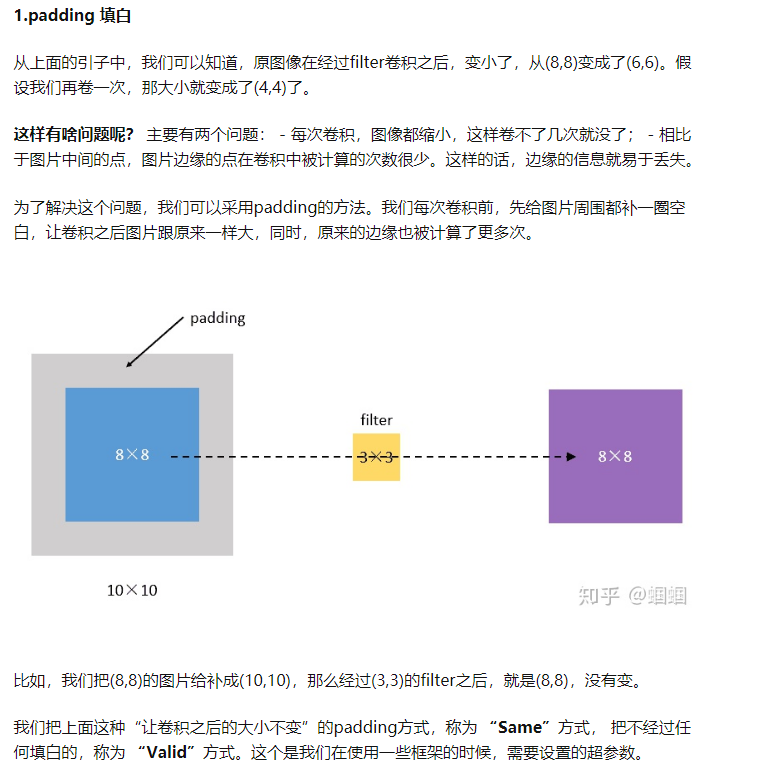 1.padding 填白
从上面的引子中，我们可以知道，原图像在经过filter卷积之后，变小了，从(8,8)变成了(6,6)。假
设我们再卷一次，那大小就变成了(4,4)了。
这样有啥问题呢？ 主要有两个问题： - 每次卷积，图像都缩小，这样卷不了几次就没了； - 相比
于图片中间的点，图片边缘的点在卷积中被计算的次数很少。这样的话，边缘的信息就易于丢失。
为了解决这个问题，我们可以采用padding的方法。我们每次卷积前，先给图片周围都补一圈空
白，让卷积之后图片跟原来一样大，同时，原来的边缘也被计算了更多次。
padding
filter
8×8
3×3
8×8
10×10
知乎 @蝈蝈
比如，我们把(8,8)的图片给补成(10,10)，那么经过(3,3)的filter之后，就是(8,8)，没有变。
我们把上面这种“让卷积之后的大小不变”的padding方式，称为 “Same”方式， 把不经过任
何填白的，称为 “Valid”方式。这个是我们在使用一些框架的时候，需要设置的超参数。